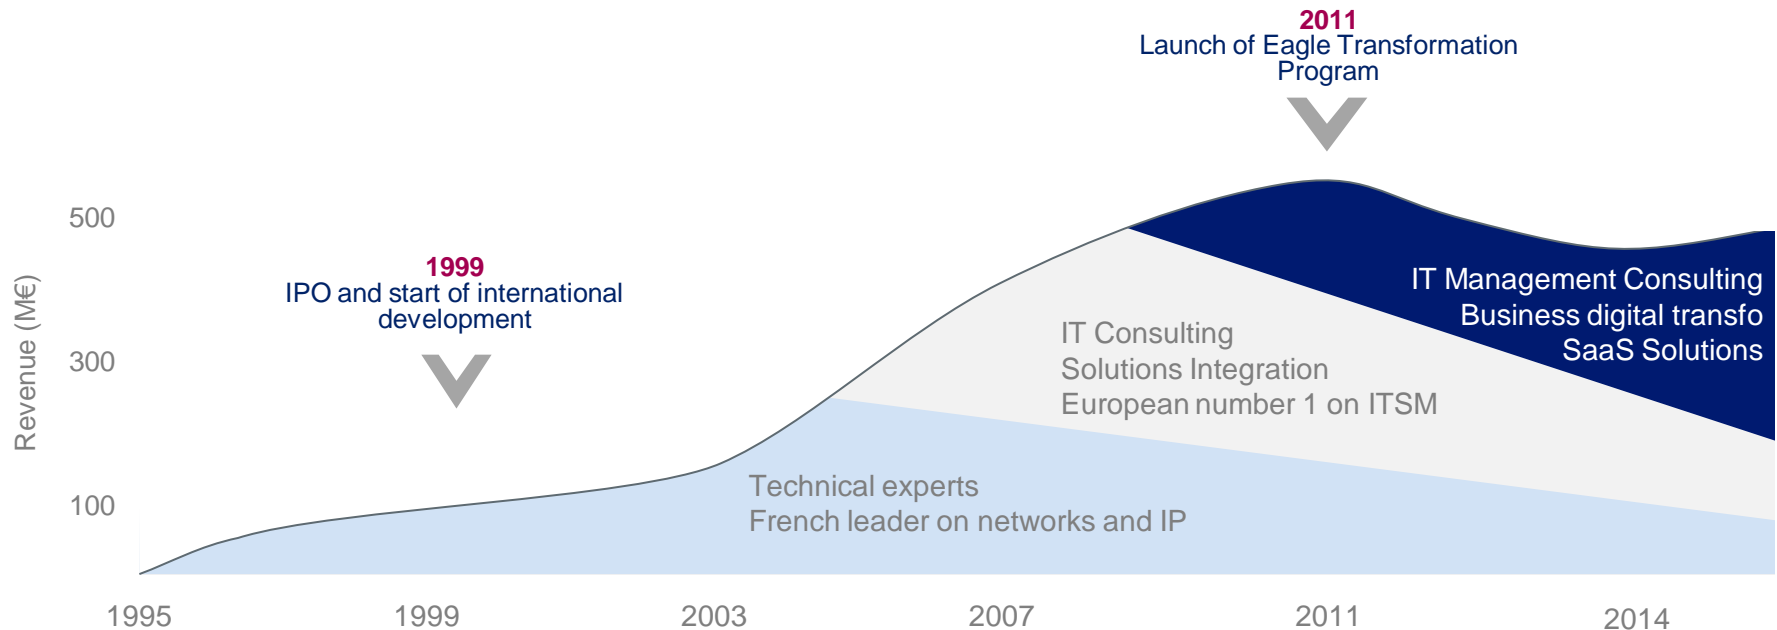 2011
Launch of Eagle Transformation
Program
1999
IPO and start of international
development
Revenue (M€)
500
300
100
IT Management Consulting
Business digital transfo
SaaS Solutions
IT Consulting
Solutions Integration
European number 1 on ITSM
Technical experts
French leader on networks and IP
1995
1999
2003
2007
2011
2014